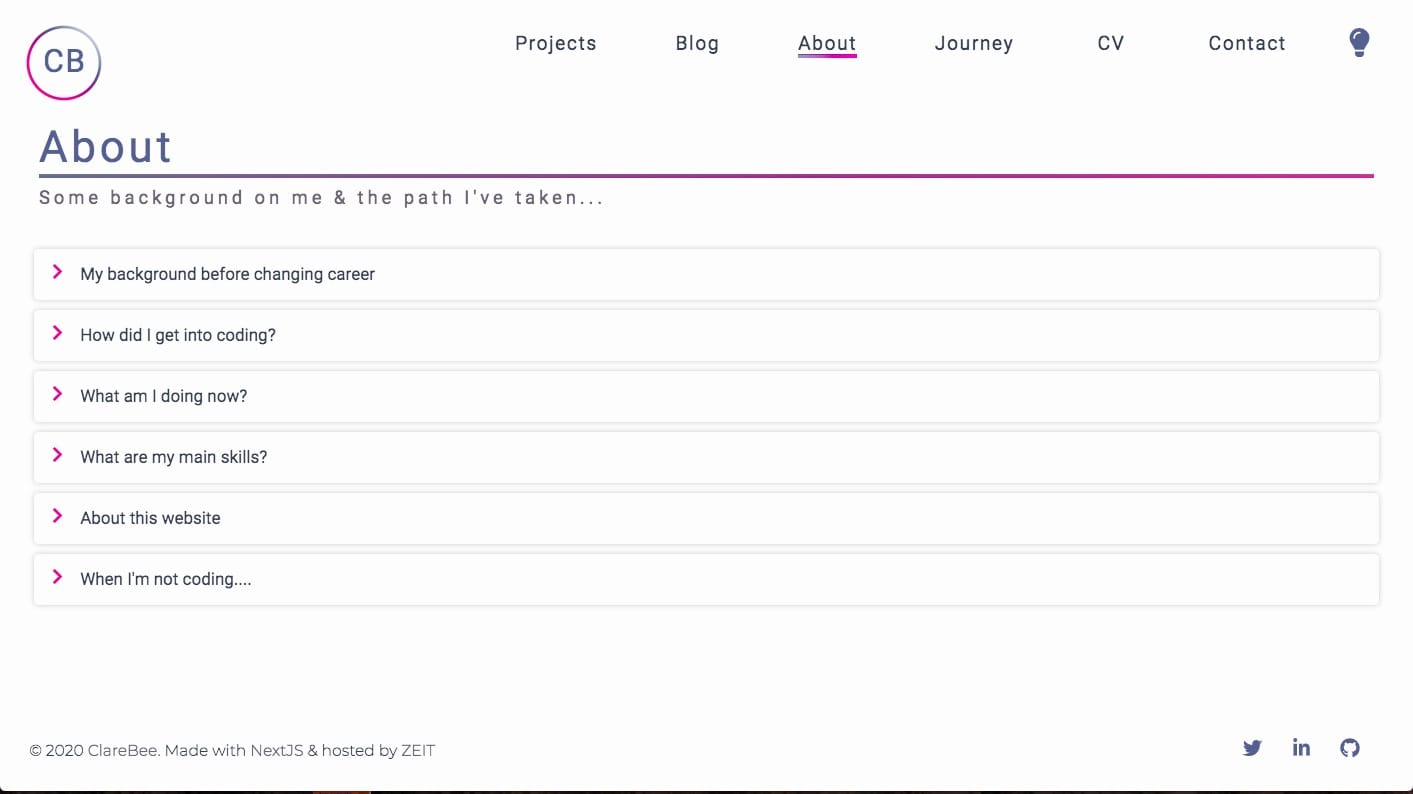 CB
Projects Blog About Journey CV Contact
About
Some background on me & the path I've taken...
My background before changing career
How did I get into coding?
What am I doing now?
What are my main skills?
About this website
When I'm not coding....
© 2020 ClareBee. Made with NextJS & hosted by ZEIT